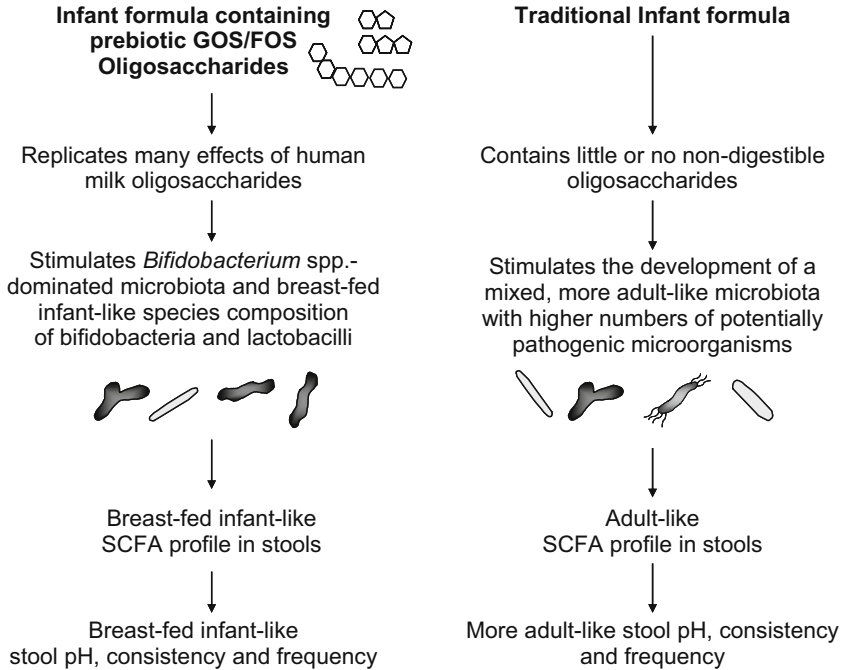 Infant formula containing
prebiotic GOS/FOS
Oligosaccharides
Replicates many effects of human
milk oligosaccharides
Stimulates Bifidobacterium spp.-
dominated microbiota and breast-fed
infant-like species composition
of bifidobacteria and lactobacilli
Breast-fed infant-like
SCFA profile in stools
Breast-fed infant-like
stool pH, consistency and frequency
Traditional Infant formula
Contains little or no non-digestible
oligosaccharides
Stimulates the development of a
mixed, more adult-like microbiota
with higher numbers of potentially
pathogenic microorganisms
Adult-like
SCFA profile in stools
More adult-like stool pH, consistency
and frequency